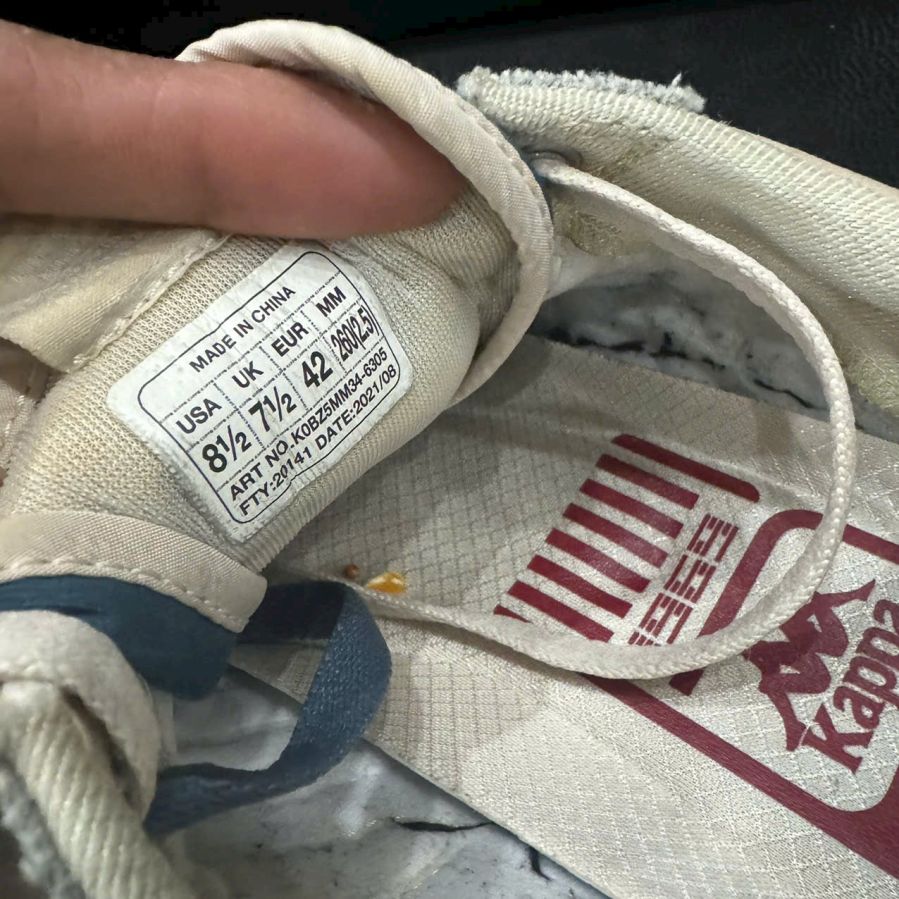 MADE IN CHINA
USA UK EUR MM
8½ 7½ 42 260(2.5)
ART NO. K0BZ5MM34-6305
FTY:20141 DATE:2021/08
Kappa